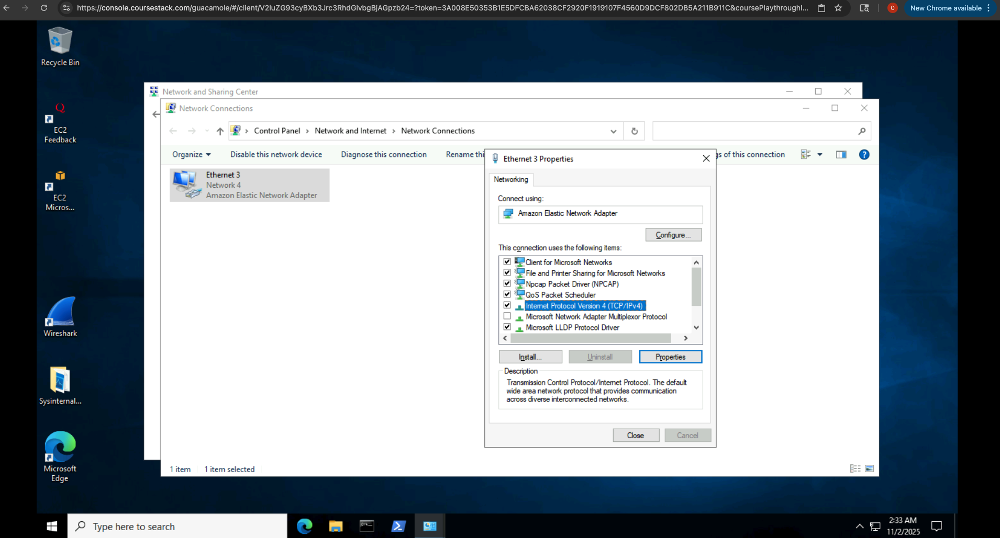 https://console.coursestack.com/guacamole/#/client/V2luZG93cyBXb3Jrc3RhdGlvbgBjAGpzb24=?token=3A008E50353B1E5DFCBA62038CF2920F1919107F4560D9DCF802DB5A211B911C&coursePlaythroughI...
0
New Chrome available
Recycle Bin
EC2
Feedback
EC2
Micros...
Wireshark
Sysinternal...
Microsoft
Edge
Network and Sharing Center
Network Connections
Control Panel > Network and Internet > Network Connections
Organize
Disable this network device
Diagnose this connection
Rename thi
gs of this connection
Ethernet 3
Network 4
Amazon Elastic Network Adapter
Ethernet 3 Properties
Networking
Connect using:
Amazon Elastic Network Adapter
Configure...
This connection uses the following items:
Client for Microsoft Networks
File and Printer Sharing for Microsoft Networks
Npcap Packet Driver (NPCAP)
QoS Packet Scheduler
Internet Protocol Version 4 (TCP/IPv4)
Microsoft Network Adapter Multiplexor Protocol
Microsoft LLDP Protocol Driver
Install...
Uninstall
Properties
Description
Transmission Control Protocol/Internet Protocol. The default
wide area network protocol that provides communication
across diverse interconnected networks.
Close
Cancel
1 item
1 item selected
Type here to search
2:33 AM
11/2/2025